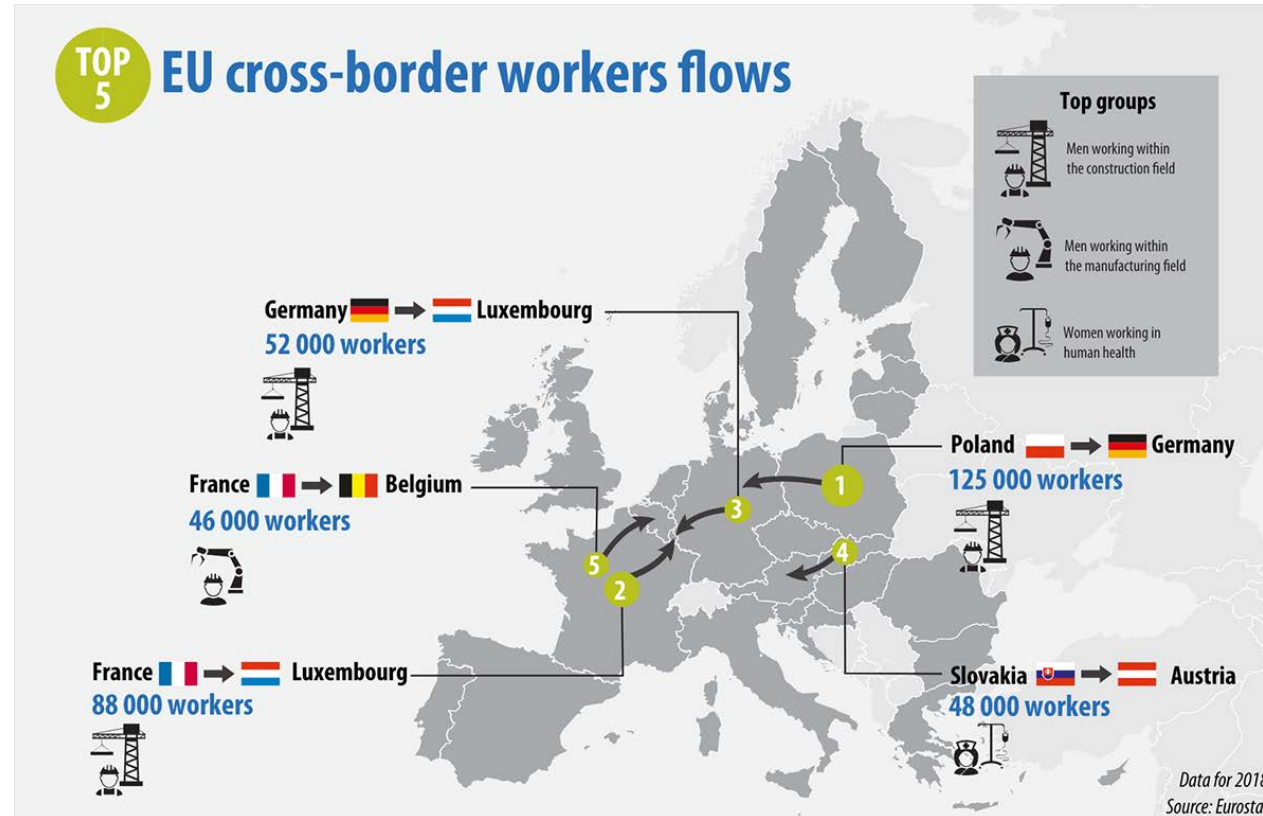 TOP
5
EU cross-border workers flows
Top groups
Men working within
the construction field
Men working within
the manufacturing field
Women working in
human health
Germany Luxembourg
52 000 workers
Poland Germany
125 000 workers
France Belgium
46 000 workers
France Luxembourg
88 000 workers
Slovakia Austria
48 000 workers
1
3
4
5
2
Data for 2018
Source: Eurosta